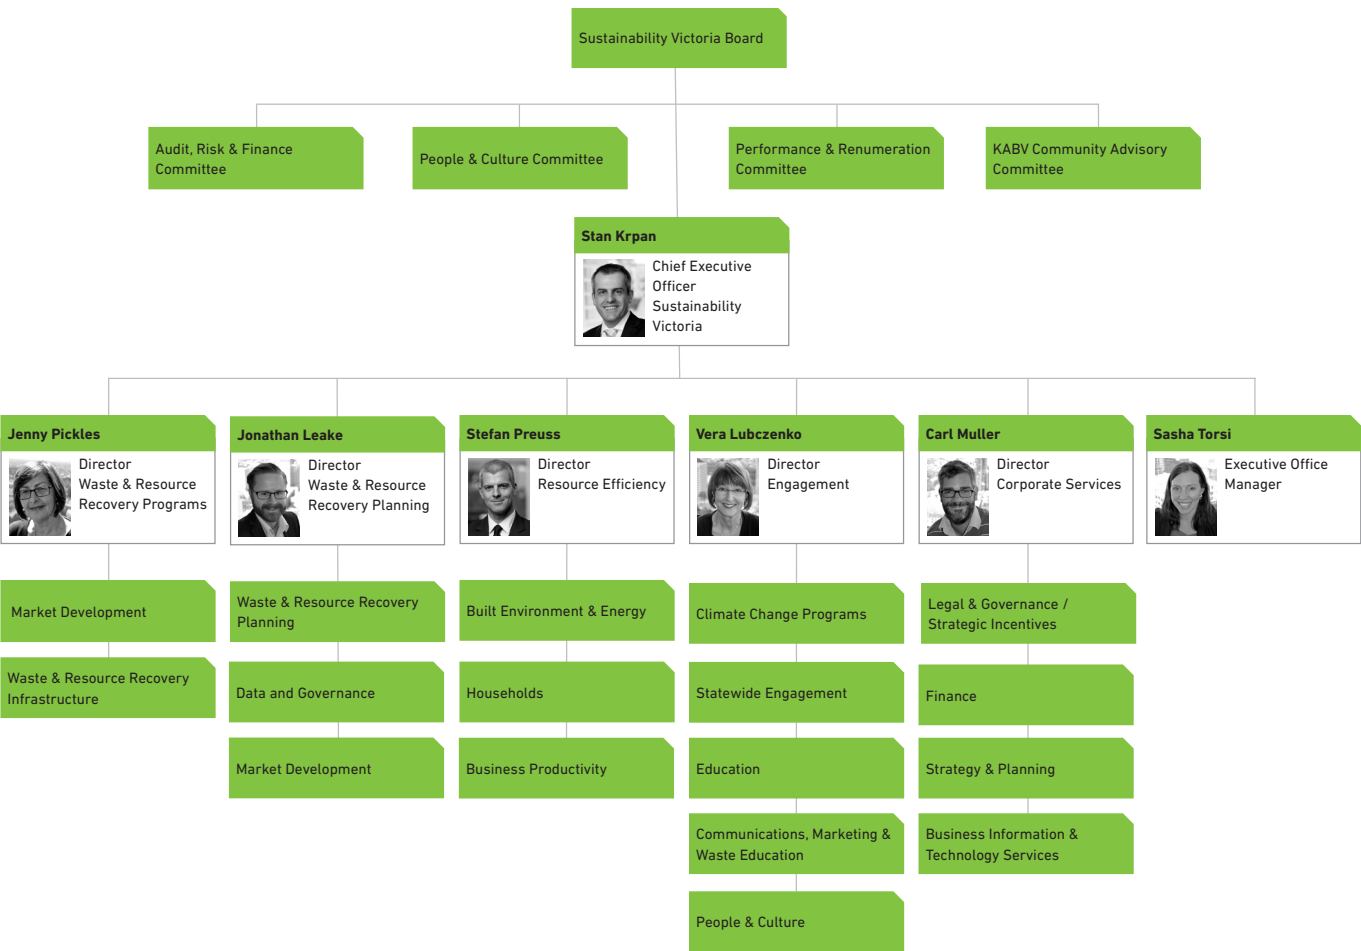 Sustainability Victoria Board
Audit, Risk & Finance
Committee
People & Culture Committee
Performance & Renumeration
Committee
KABV Community Advisory
Committee
Stan Krpan
Chief Executive
Officer
Sustainability
Victoria
Jenny Pickles
Director
Waste & Resource
Recovery Programs
Jonathan Leake
Director
Waste & Resource
Recovery Planning
Stefan Preuss
Director
Resource Efficiency
Vera Lubczenko
Director
Engagement
Carl Muller
Director
Corporate Services
Sasha Torsi
Executive Office
Manager
Market Development
Waste & Resource Recovery
Infrastructure
Waste & Resource Recovery
Planning
Data and Governance
Market Development
Built Environment & Energy
Households
Business Productivity
Climate Change Programs
Statewide Engagement
Education
Communications, Marketing &
Waste Education
People & Culture
Legal & Governance /
Strategic Incentives
Finance
Strategy & Planning
Business Information &
Technology Services